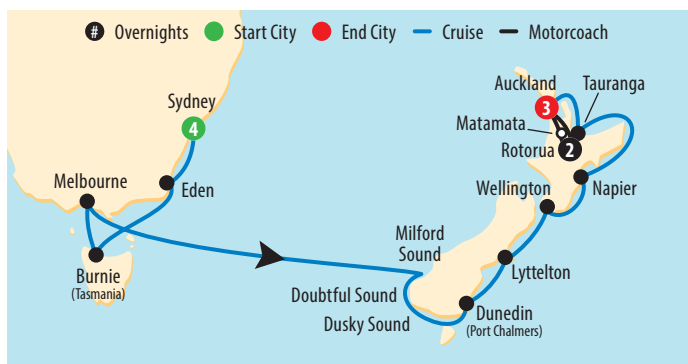 # Overnights Start City End City Cruise Motorcoach
Sydney
4
Melbourne
Eden
Burnie
(Tasmania)
Auckland
3
Tauranga
Matamata
Rotorua
2
Wellington
Napier
Milford
Sound
Lyttelton
Doubtful Sound
Dusky Sound
Dunedin
(Port Chalmers)